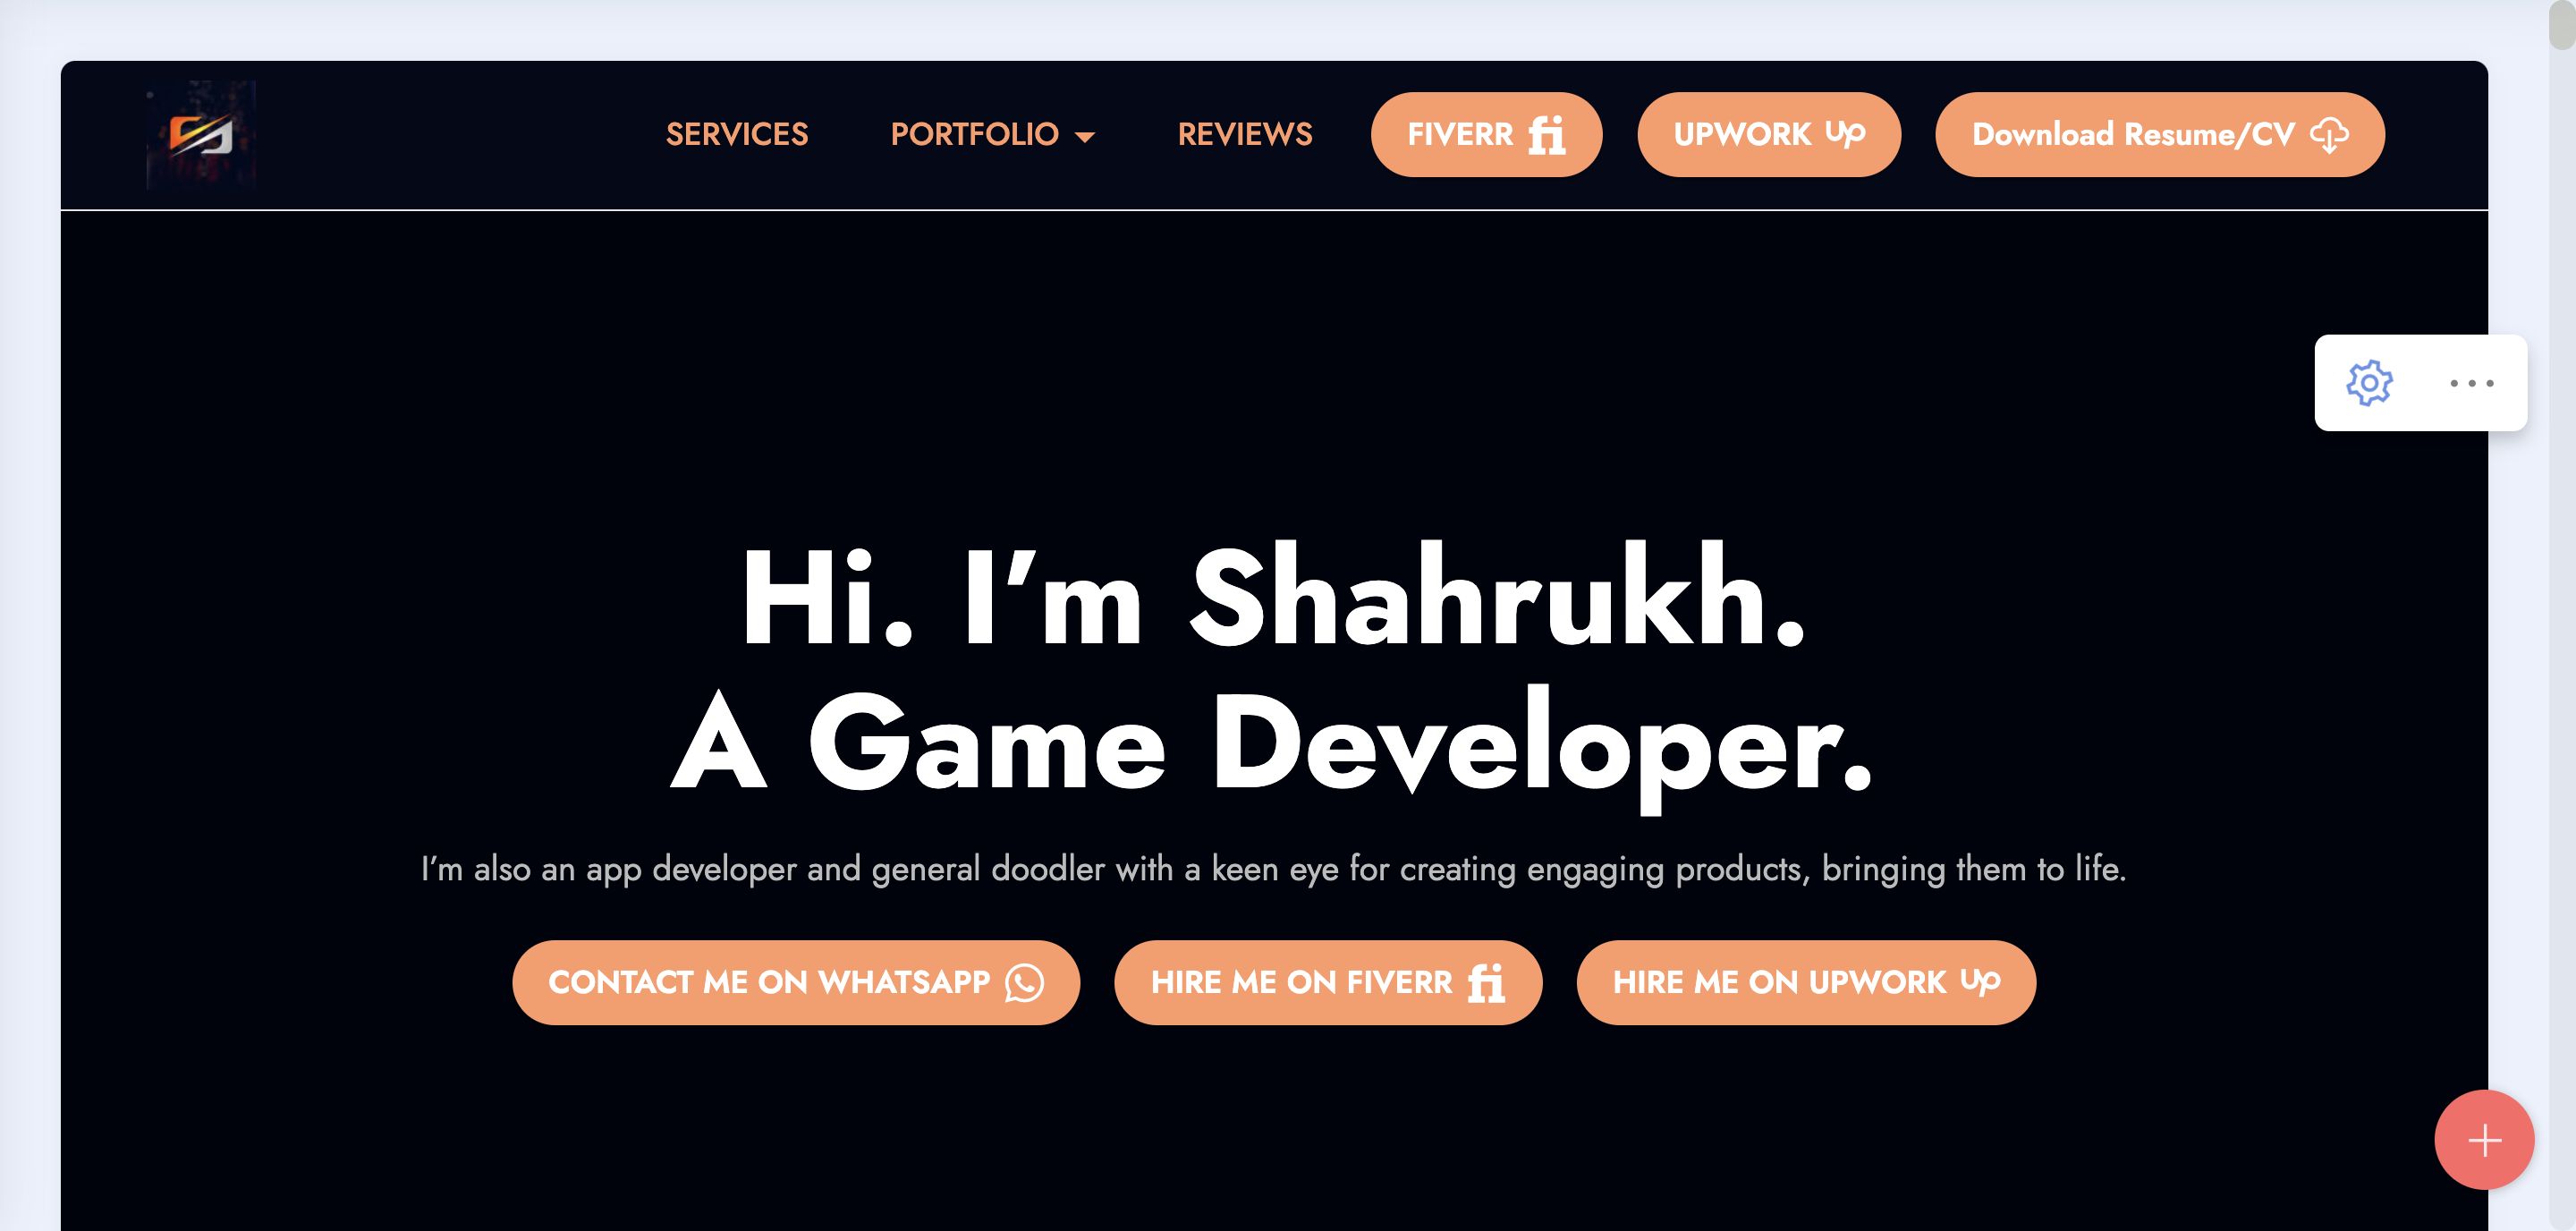 SERVICES PORTFOLIO REVIEWS FIVERR fi UPWORK up Download Resume/CV
Hi. I'm Shahrukh.
A Game Developer.
I'm also an app developer and general doodler with a keen eye for creating engaging products, bringing them to life.
CONTACT ME ON WHATSAPP HIRE ME ON FIVERR fi HIRE ME ON UPWORK up